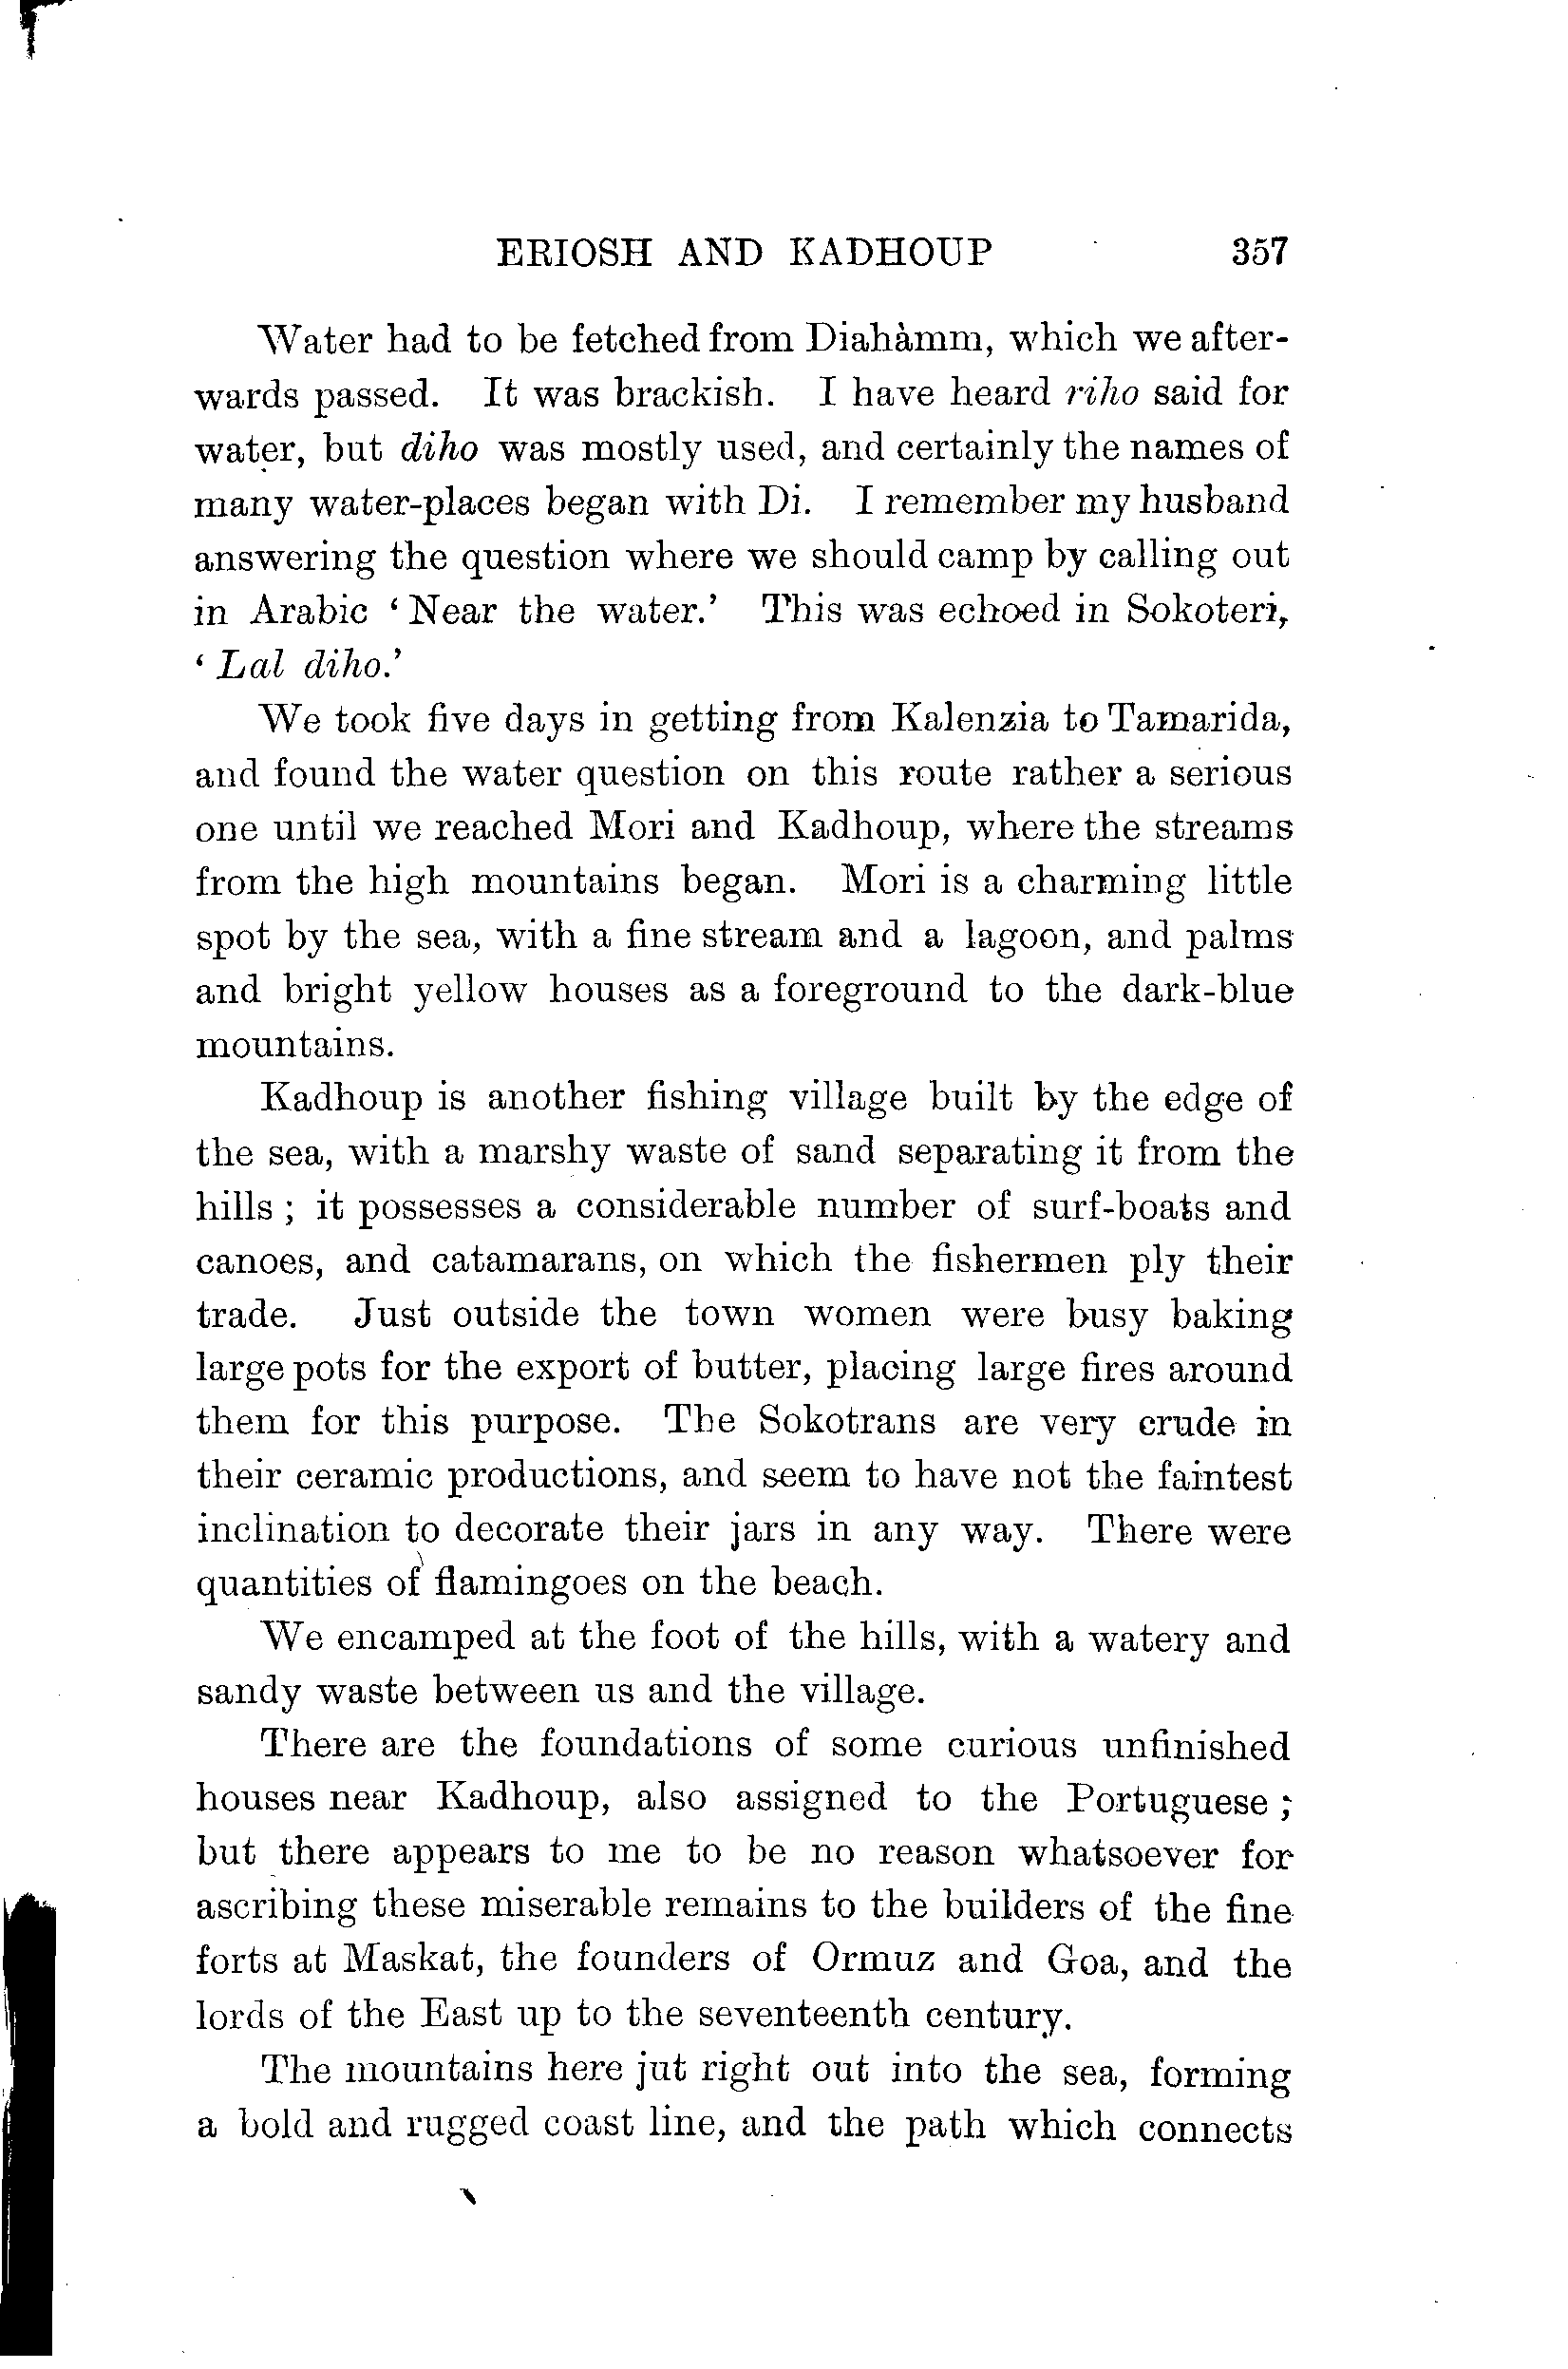 ERIOSH AND KADHOUP 357
Water had to be fetched from Diahàmm, which we after-
wards passed. It was brackish. I have heard riho said for
water, but diho was mostly used, and certainly the names of
many water-places began with Di. I remember my husband
answering the question where we should camp by calling out
in Arabic ‘Near the water.’ This was echoed in Sokoteri,
‘Lal diho.’
We took five days in getting from Kalenzia to Tamarida,
and found the water question on this route rather a serious
one until we reached Mori and Kadhoup, where the streams
from the high mountains began. Mori is a charming little
spot by the sea, with a fine stream and a lagoon, and palms
and bright yellow houses as a foreground to the dark-blue
mountains.
Kadhoup is another fishing village built by the edge of
the sea, with a marshy waste of sand separating it from the
hills ; it possesses a considerable number of surf-boats and
canoes, and catamarans, on which the fishermen ply their
trade. Just outside the town women were busy baking
large pots for the export of butter, placing large fires around
them for this purpose. The Sokotrans are very crude in
their ceramic productions, and seem to have not the faintest
inclination to decorate their jars in any way. There were
quantities of flamingoes on the beach.
We encamped at the foot of the hills, with a watery and
sandy waste between us and the village.
There are the foundations of some curious unfinished
houses near Kadhoup, also assigned to the Portuguese ;
but there appears to me to be no reason whatsoever for
ascribing these miserable remains to the builders of the fine
forts at Maskat, the founders of Ormuz and Goa, and the
lords of the East up to the seventeenth century.
The mountains here jut right out into the sea, forming
a bold and rugged coast line, and the path which connects